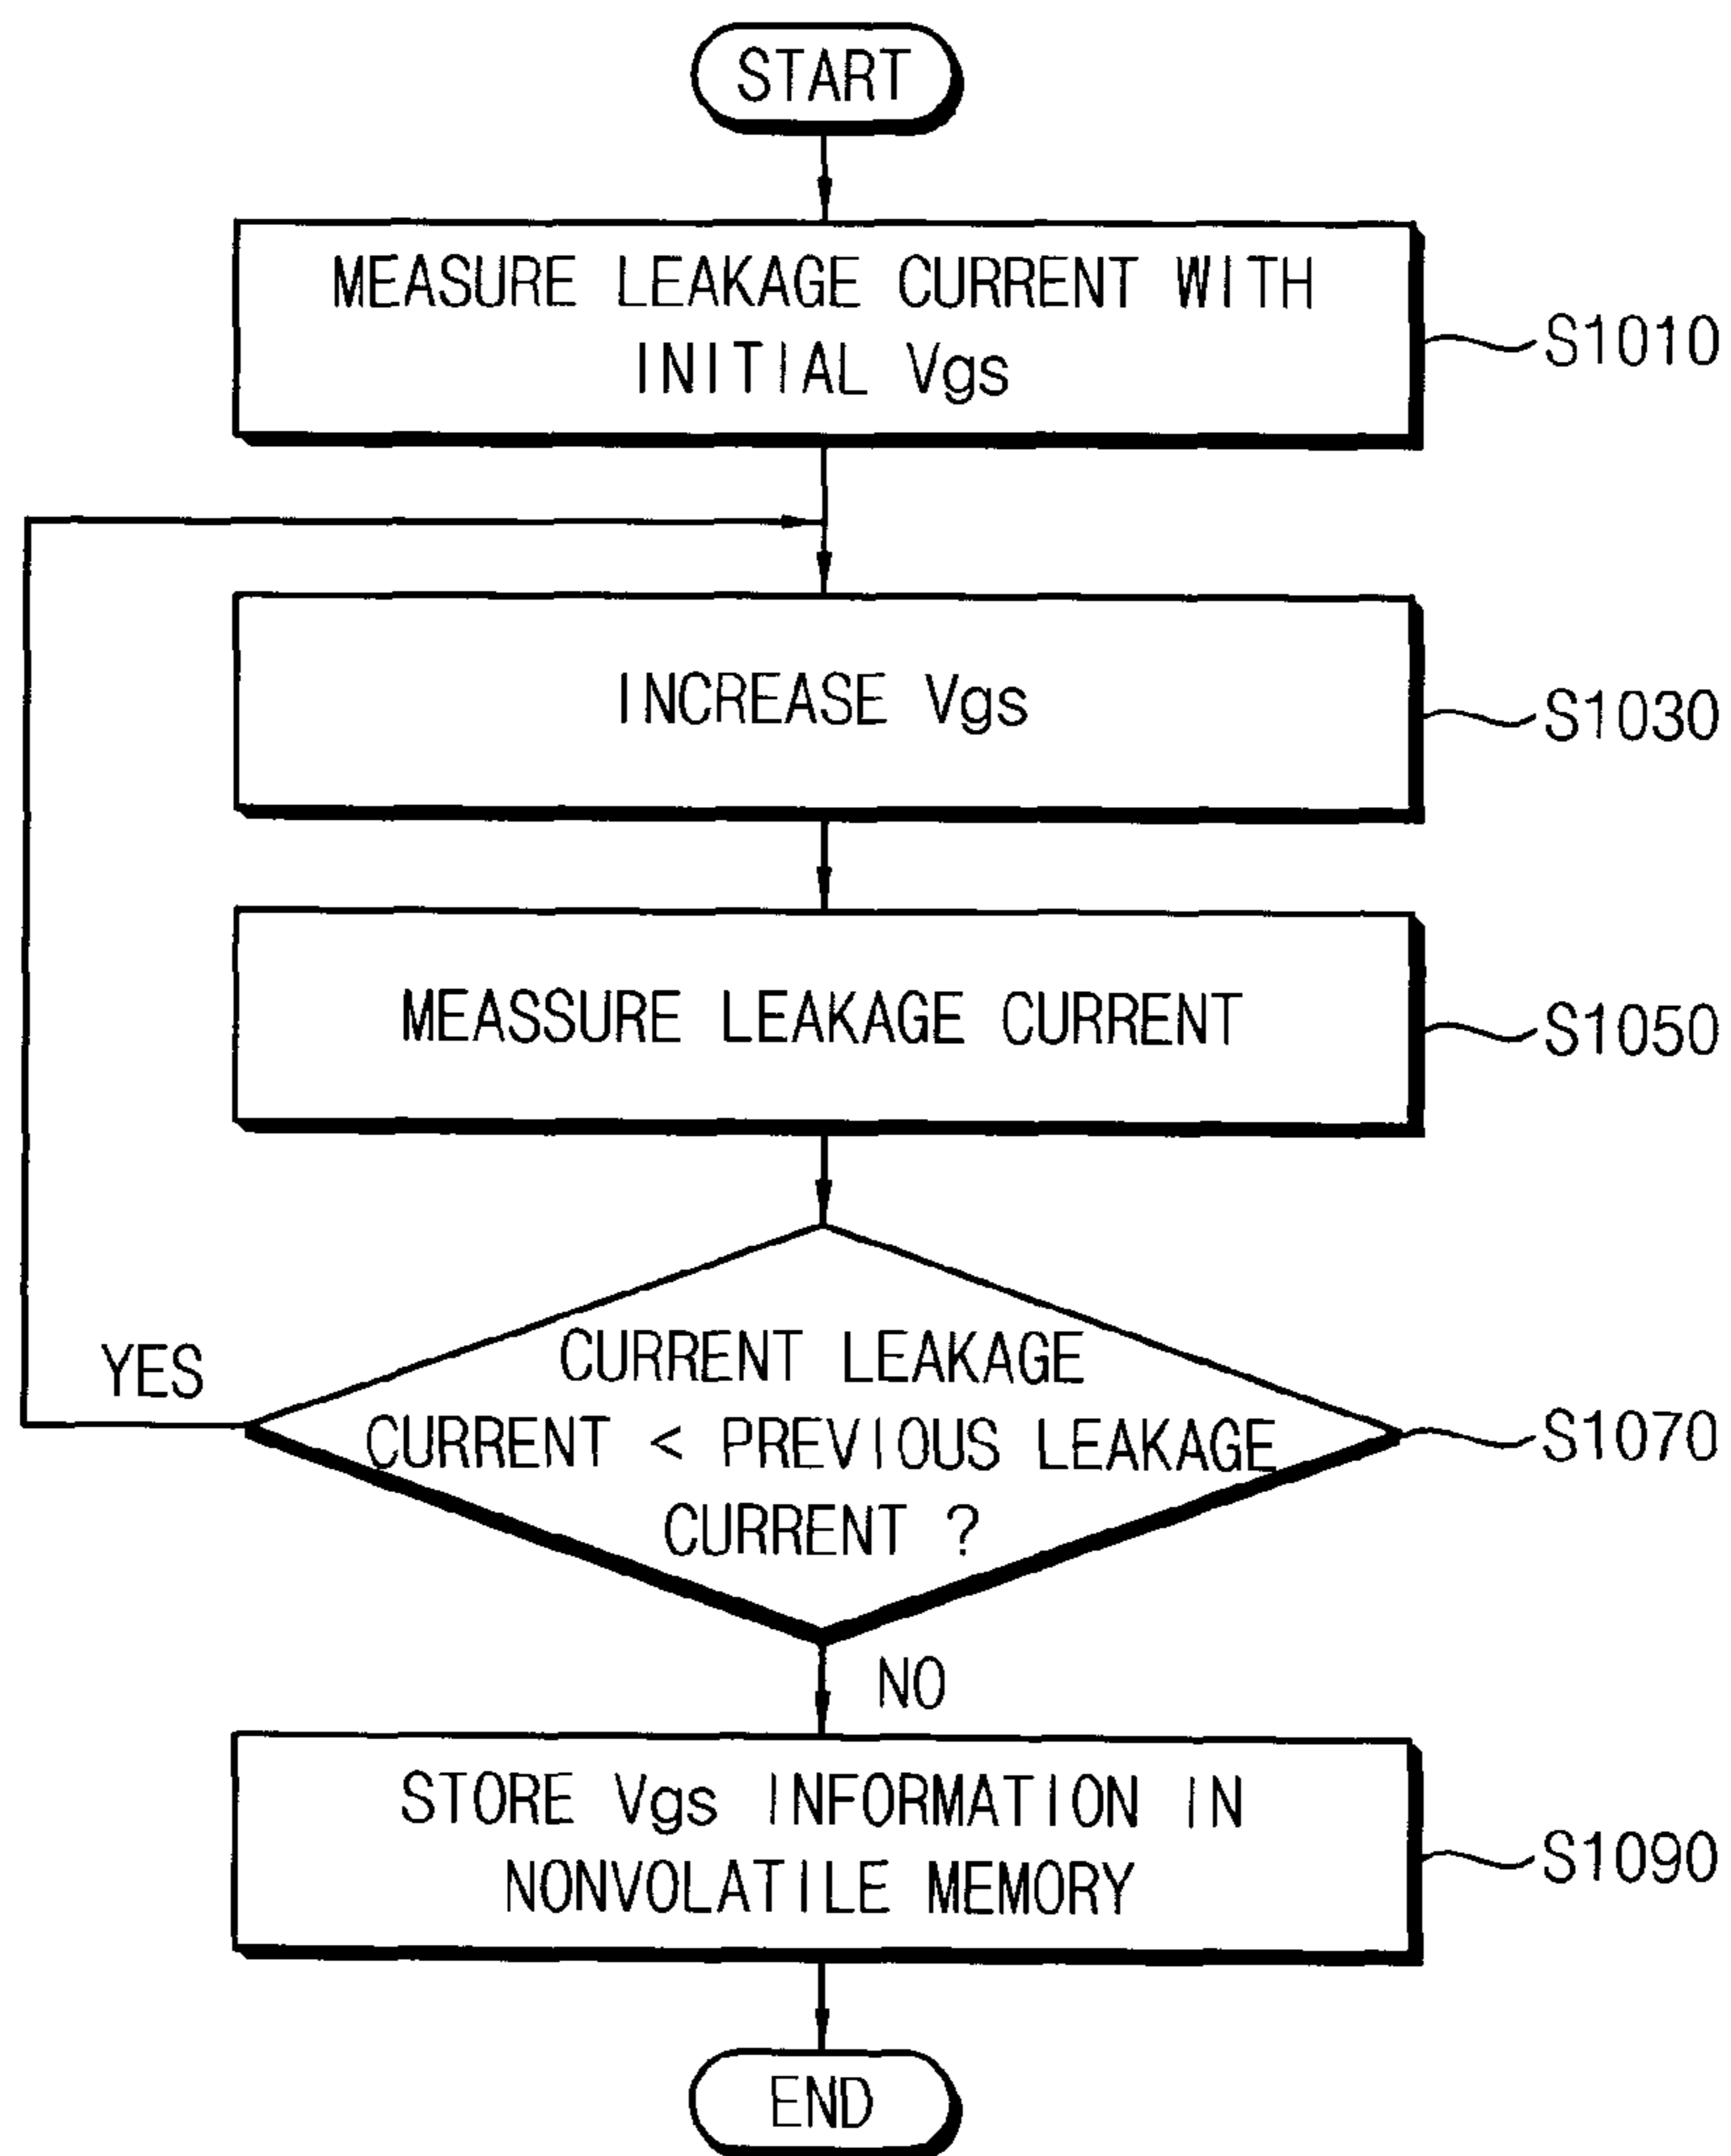 START
MEASURE LEAKAGE CURRENT WITH
INITIAL Vgs
S1010
INCREASE Vgs
S1030
MEASSURE LEAKAGE CURRENT
S1050
YES
CURRENT LEAKAGE
CURRENT < PREVIOUS LEAKAGE
CURRENT ?
S1070
NO
STORE Vgs INFORMATION IN
NONVOLATILE MEMORY
S1090
END